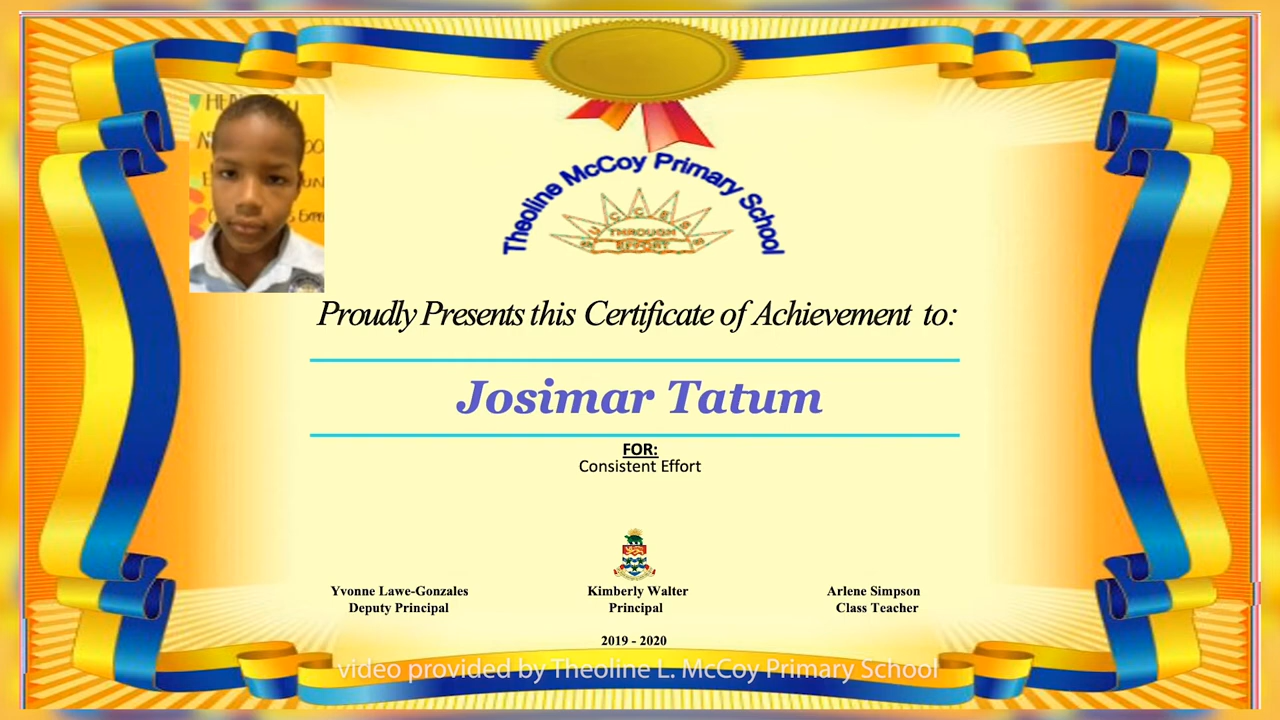 Theoline McCoy Primary School
SUCCESS
THROUGH
EFFORT
Proudly Presents this Certificate of Achievement to:
Josimar Tatum
FOR:
Consistent Effort
Yvonne Lawe-Gonzales
Deputy Principal
Kimberly Walter
Principal
Arlene Simpson
Class Teacher
2019 - 2020
video provided by Theoline L. McCoy Primary School